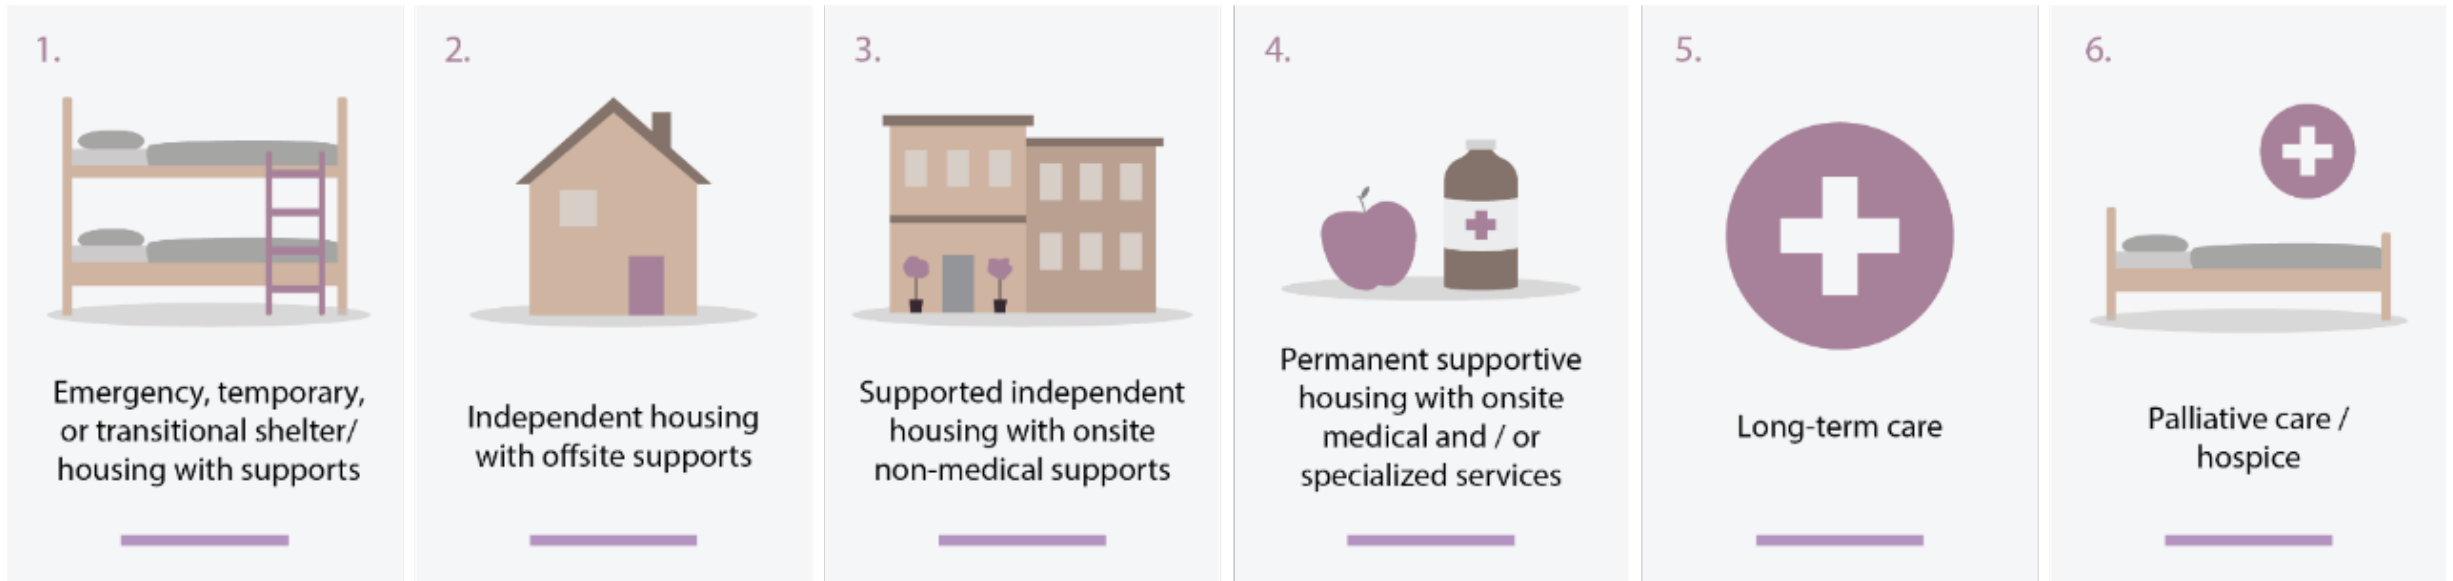 1.
Emergency, temporary,
or transitional shelter/
housing with supports
2.
Independent housing
with offsite supports
3.
Supported independent
housing with onsite
non-medical supports
4.
Permanent supportive
housing with onsite
medical and / or
specialized services
5.
Long-term care
6.
Palliative care /
hospice